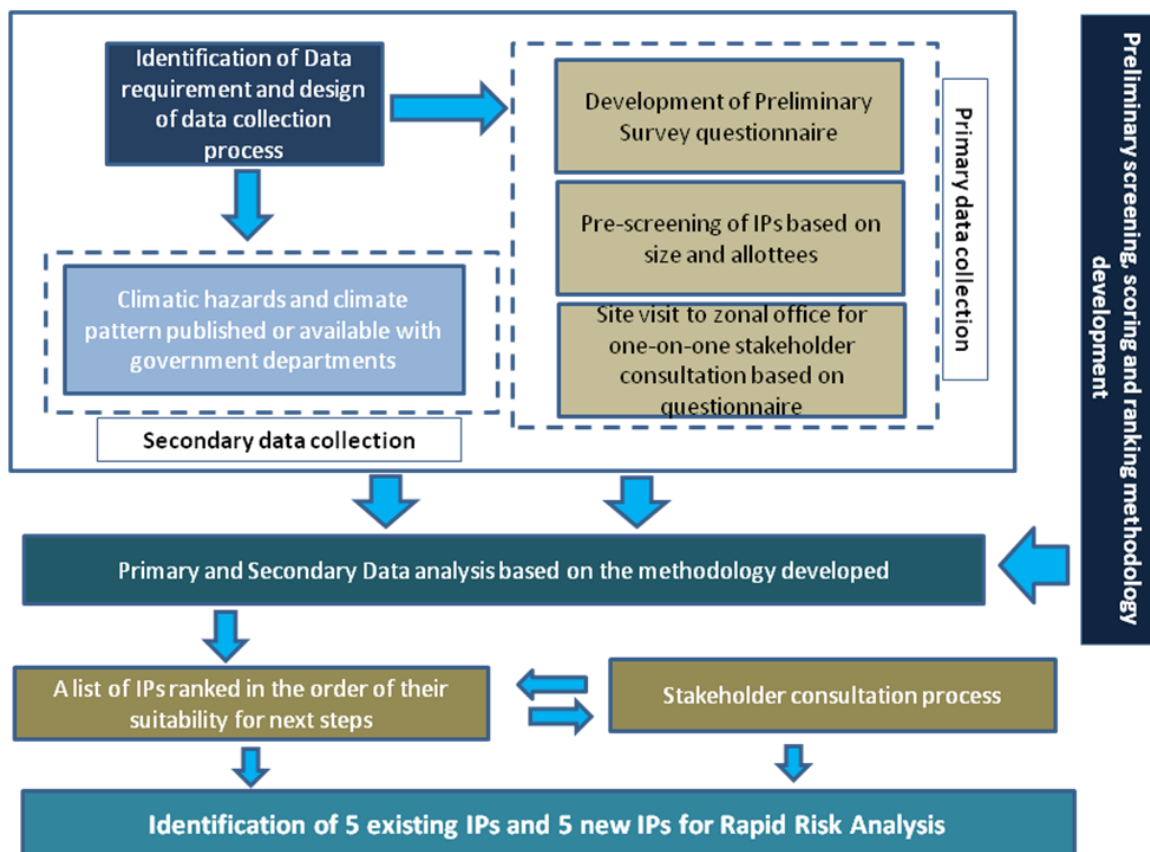 Identification of Data
requirement and design
of data collection
process
Development of Preliminary
Survey questionnaire
Pre-screening of IPs based on
size and allottees
Site visit to zonal office for
one-on-one stakeholder
consultation based on
questionnaire
Primary data collection
Climatic hazards and climate
pattern published or available with
government departments
Secondary data collection
Preliminary screening, scoring and ranking methodology
development
Primary and Secondary Data analysis based on the methodology developed
A list of IPs ranked in the order of their
suitability for next steps
Stakeholder consultation process
Identification of 5 existing IPs and 5 new IPs for Rapid Risk Analysis